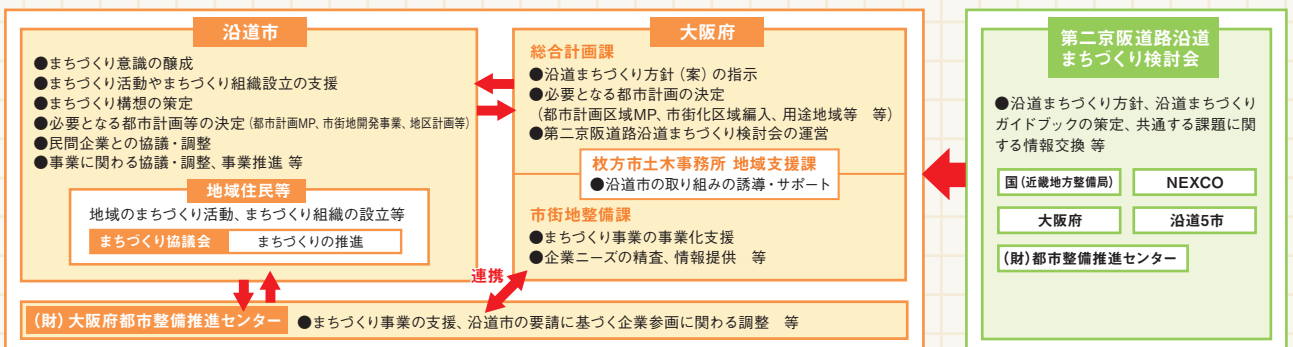 沿道市
●まちづくり意識の醸成
●まちづくり活動やまちづくり組織設立の支援
●まちづくり構想の策定
●必要となる都市計画等の決定（都市計画MP、市街地開発事業、地区計画等）
●民間企業との協議・調整
●事業に関わる協議・調整、事業推進 等
地域住民等
地域のまちづくり活動、まちづくり組織の設立等
まちづくり協議会
まちづくりの推進
大阪府
総合計画課
●沿道まちづくり方針（案）の指示
●必要となる都市計画の決定
（都市計画区域MP、市街化区域編入、用途地域等　等）
●第二京阪道路沿道まちづくり検討会の運営
枚方市土木事務所 地域支援課
●沿道市の取り組みの誘導・サポート
市街地整備課
●まちづくり事業の事業化支援
●企業ニーズの精査、情報提供　等
連携
（財）大阪府都市整備推進センター
●まちづくり事業の支援、沿道市の要請に基づく企業参画に関わる調整　等
第二京阪道路沿道
まちづくり検討会
●沿道まちづくり方針、沿道まちづくり
ガイドブックの策定、共通する課題に関
する情報交換 等
国（近畿地方整備局）
NEXCO
大阪府
沿道5市
（財）都市整備推進センター